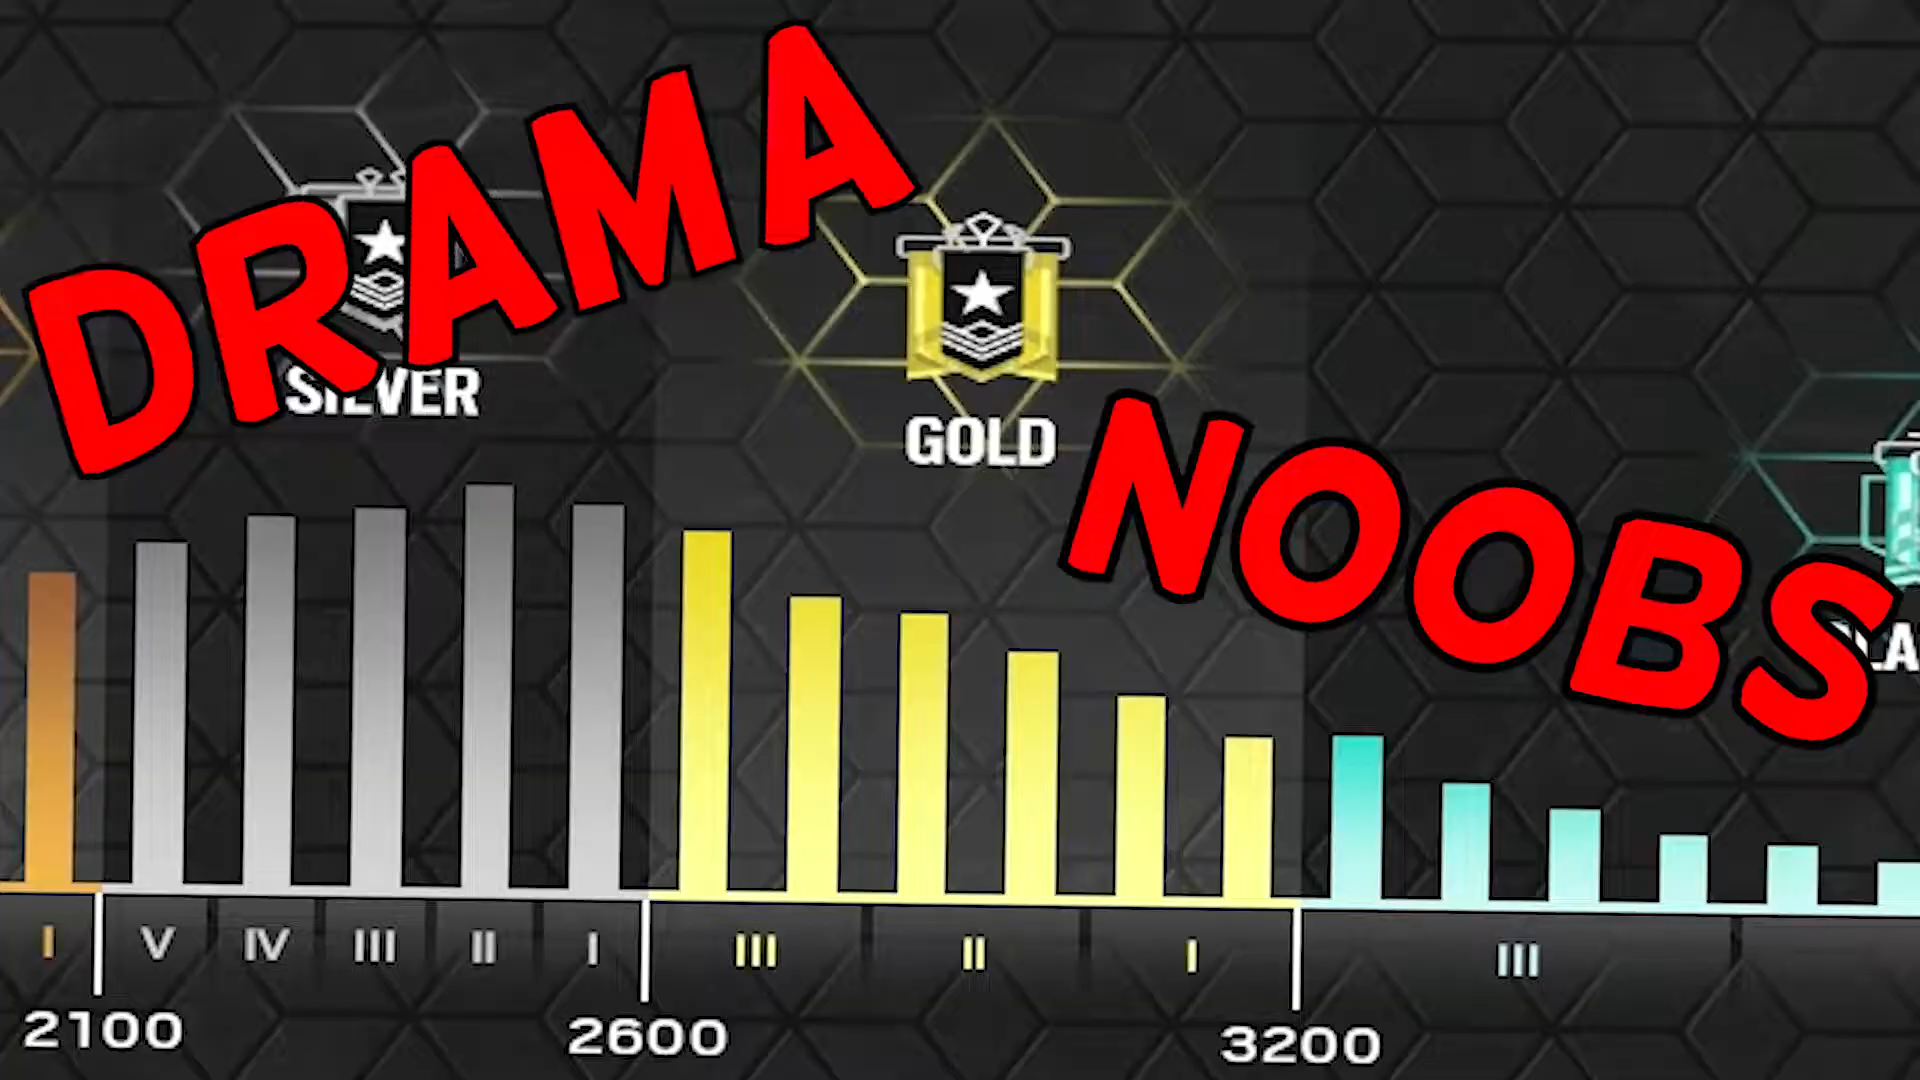 DRAMA
SILVER
GOLD
NOOBS
I V IV III II I III II I III
2100 2600 3200